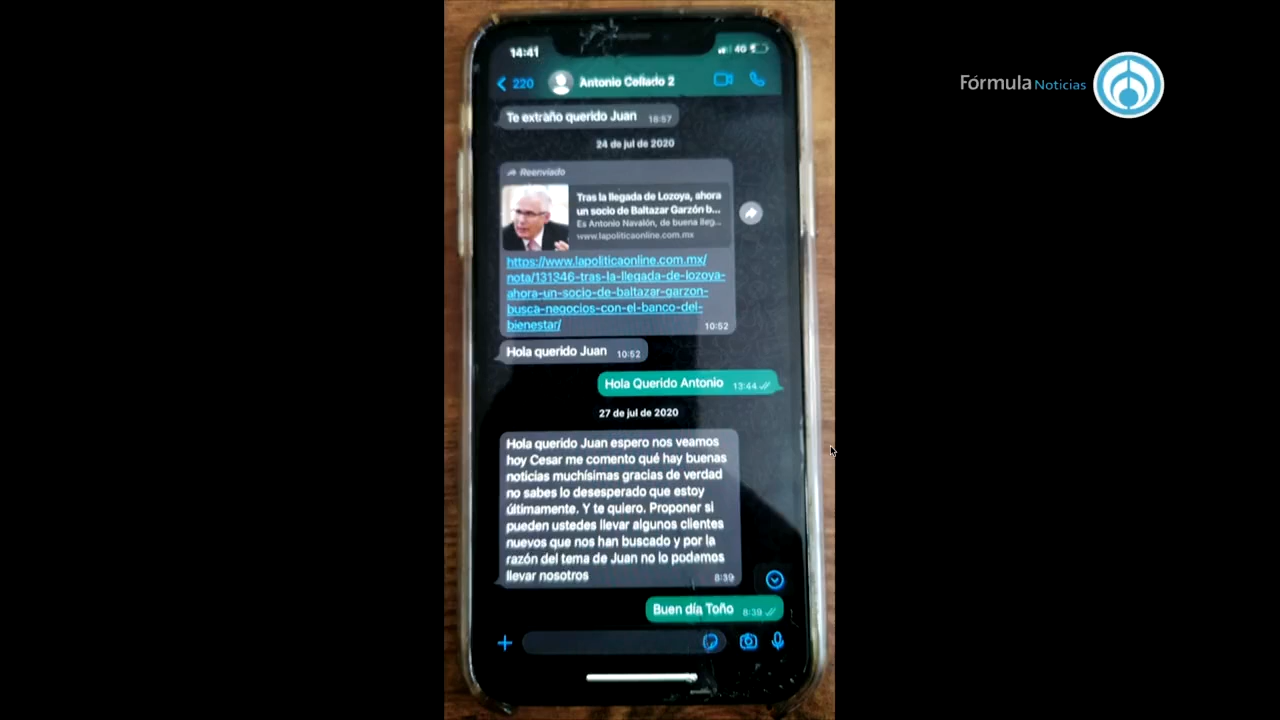 14:41
4G
Fórmula Noticias
220
Antonio Collado 2
Te extraño querido Juan 18:57
24 de jul de 2020
Reenviado
Tras la llegada de Lozoya, ahora
un socio de Baltazar Garzón b...
Es Antonio Navalón, de buena lleg...
www.lapoliticaonline.com.mx
https://www.lapoliticaonline.com.mx/
nota/131346-tras-la-llegada-de-lozoya-
ahora-un-socio-de-baltazar-garzon-
busca-negocios-con-el-banco-del-
bienestar/
10:52
Hola querido Juan 10:52
Hola Querido Antonio 13:44
27 de jul de 2020
Hola querido Juan espero nos veamos
hoy Cesar me comento qué hay buenas
noticias muchísimas gracias de verdad
no sabes lo desesperado que estoy
últimamente. Y te quiero. Proponer si
pueden ustedes llevar algunos clientes
nuevos que nos han buscado y por la
razón del tema de Juan no lo podamos
llevar nosotros 8:39
Buen día Toño 8:39